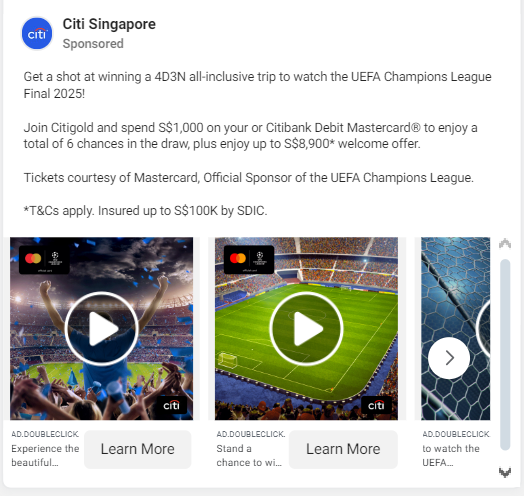 citi
Citi Singapore
Sponsored
Get a shot at winning a 4D3N all-inclusive trip to watch the UEFA Champions League
Final 2025!
Join Citigold and spend S$1,000 on your or Citibank Debit Mastercard® to enjoy a
total of 6 chances in the draw, plus enjoy up to S$8,900* welcome offer.
Tickets courtesy of Mastercard, Official Sponsor of the UEFA Champions League.
*T&Cs apply. Insured up to S$100K by SDIC.
citi
citi
AD.DOUBLECLICK.
Experience the
beautiful...
Learn More
AD.DOUBLECLICK.
Stand a
chance to wi...
Learn More
AD.DOUBLECLICK.
to watch the
UEFA...